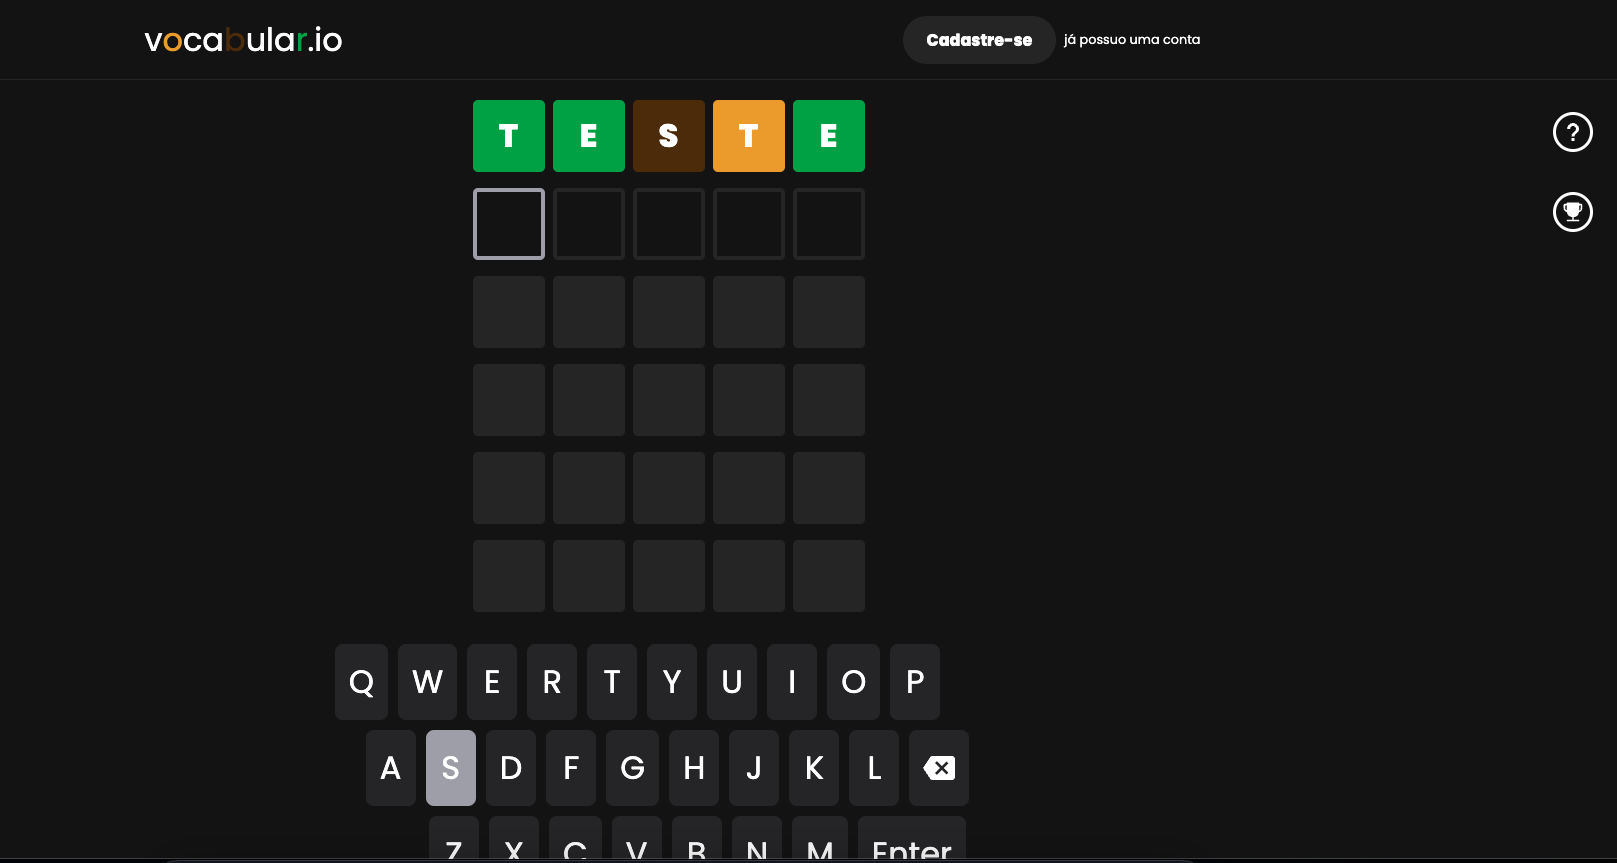 vocabular.io
Cadastre-se já possuo uma conta
T E S T E
?
Q W E R T Y U I O P
A S D F G H J K L
Z X C V B N M Enter